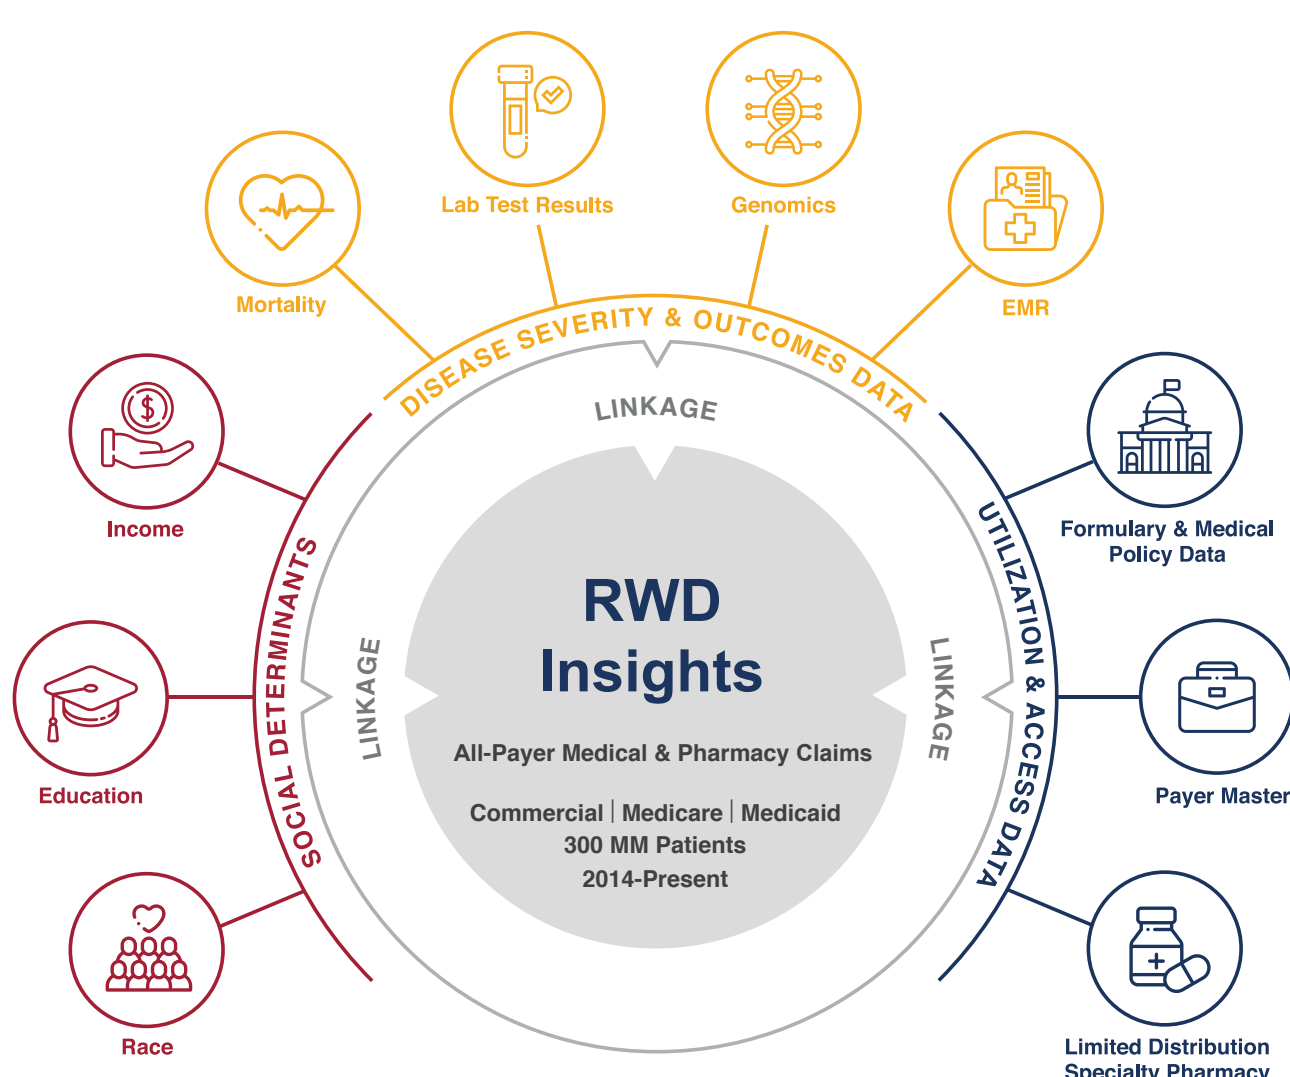 Lab Test Results
Genomics
Mortality
EMR
DISEASE SEVERITY & OUTCOMES DATA
LINKAGE
Income
Education
Race
SOCIAL DETERMINANTS
LINKAGE
RWD
Insights
All-Payer Medical & Pharmacy Claims
Commercial | Medicare | Medicaid
300 MM Patients
2014-Present
LINKAGE
UTILIZATION & ACCESS DATA
$
Formulary & Medical
Policy Data
Payer Master
Limited Distribution
Specialty Pharmacy